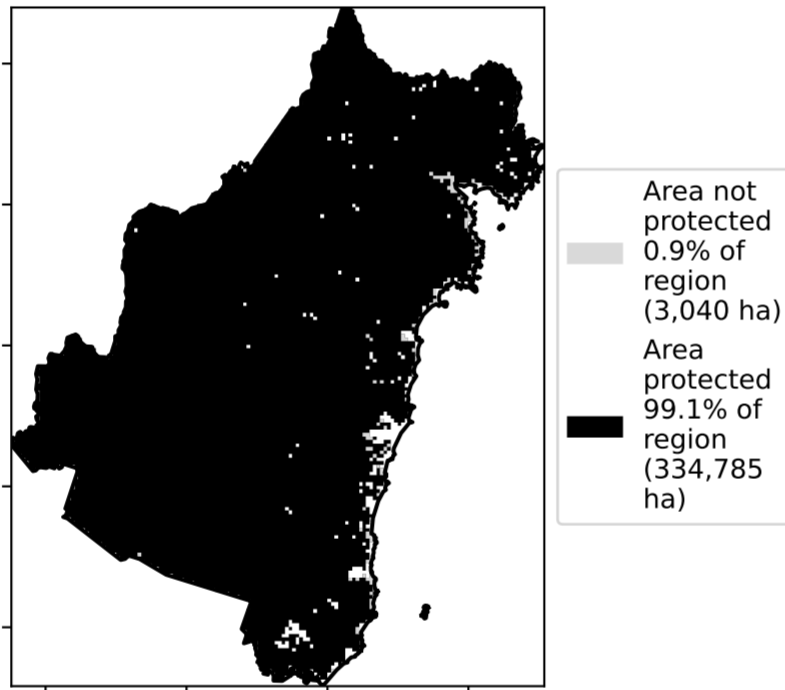 Area not
protected
0.9% of
region
(3,040 ha)
Area
protected
99.1% of
region
(334,785
ha)